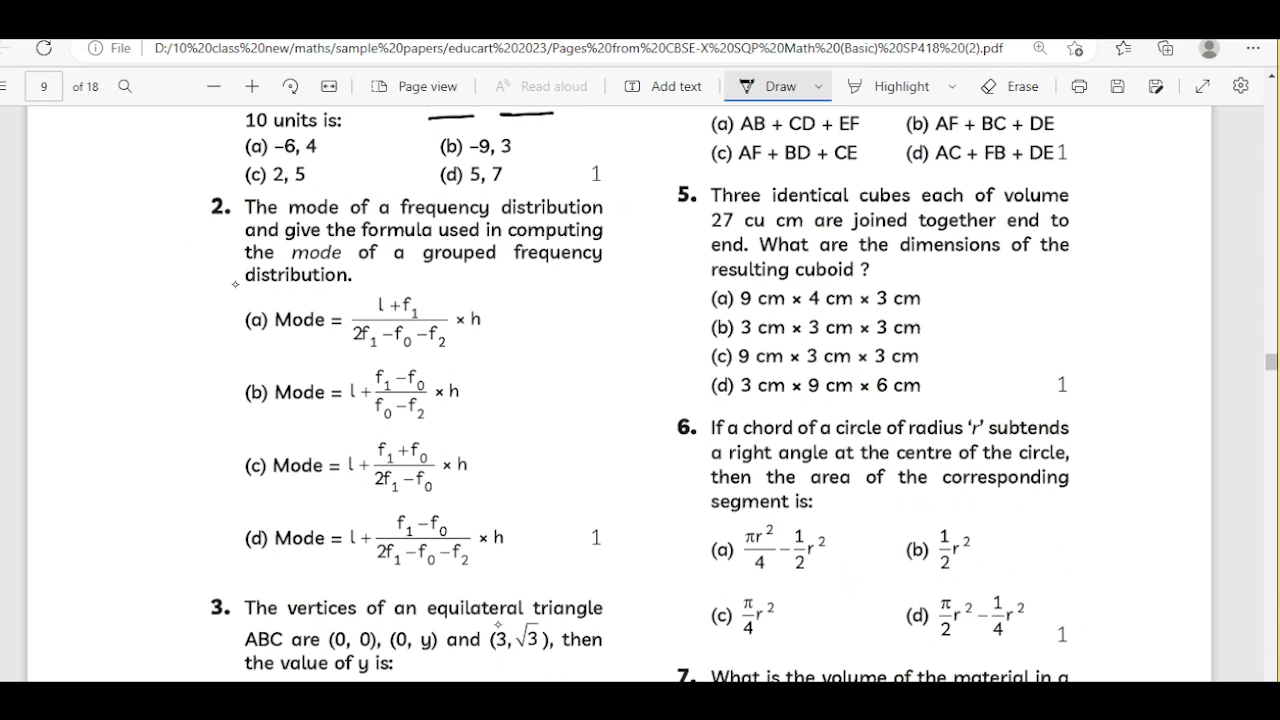 File D:/10%20class%20new/maths/sample%20papers/educart%202023/Pages%20from%20CBSE-X%20SQP%20Math%20(Basic)%20SP418%20(2).pdf
9 of 18 Page view Read aloud Add text Draw Highlight Erase
10 units is:
(a) –6, 4 (b) –9, 3
(c) 2, 5 (d) 5, 7 1
2. The mode of a frequency distribution
and give the formula used in computing
the mode of a grouped frequency
distribution.
(a) Mode = (l + f₁)/(2f₁ – f₀ – f₂) × h
(b) Mode = l + (f₁ – f₀)/(f₀ – f₂) × h
(c) Mode = l + (f₁ + f₀)/(2f₁ – f₀) × h
(d) Mode = l + (f₁ – f₀)/(2f₁ – f₀ – f₂) × h 1
3. The vertices of an equilateral triangle
ABC are (0, 0), (0, y) and (3, √3), then
the value of y is:
(a) AB + CD + EF (b) AF + BC + DE
(c) AF + BD + CE (d) AC + FB + DE 1
5. Three identical cubes each of volume
27 cu cm are joined together end to
end. What are the dimensions of the
resulting cuboid ?
(a) 9 cm × 4 cm × 3 cm
(b) 3 cm × 3 cm × 3 cm
(c) 9 cm × 3 cm × 3 cm
(d) 3 cm × 9 cm × 6 cm 1
6. If a chord of a circle of radius 'r' subtends
a right angle at the centre of the circle,
then the area of the corresponding
segment is:
(a) πr²/4 – 1/2 r² (b) 1/2 r²
(c) π/4 r² (d) π/2 r² – 1/4 r² 1
7. What is the volume of the material in a